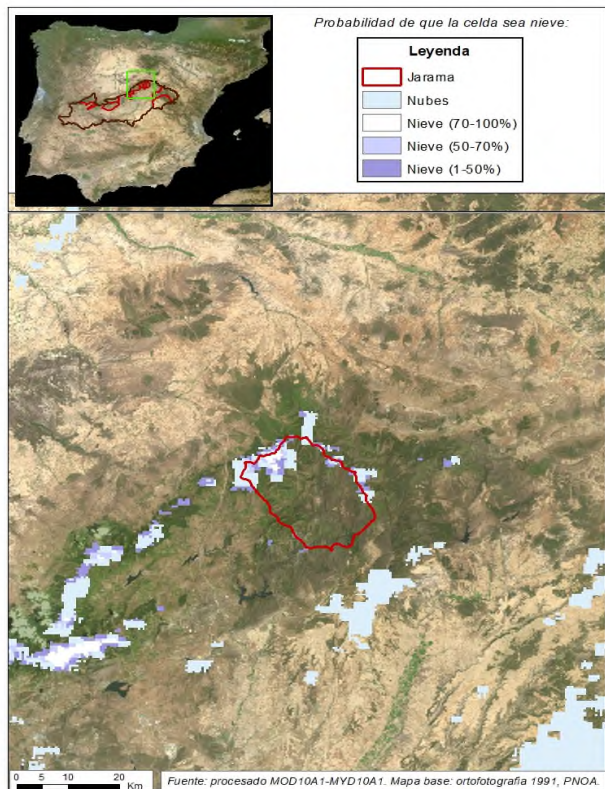 Probabilidad de que la celda sea nieve:
Leyenda
Jarama
Nubes
Nieve (70-100%)
Nieve (50-70%)
Nieve (1-50%)
0 5 10 20
Km
Fuente: procesado MOD10A1-MYD10A1. Mapa base: ortofotografía 1991, PNOA.